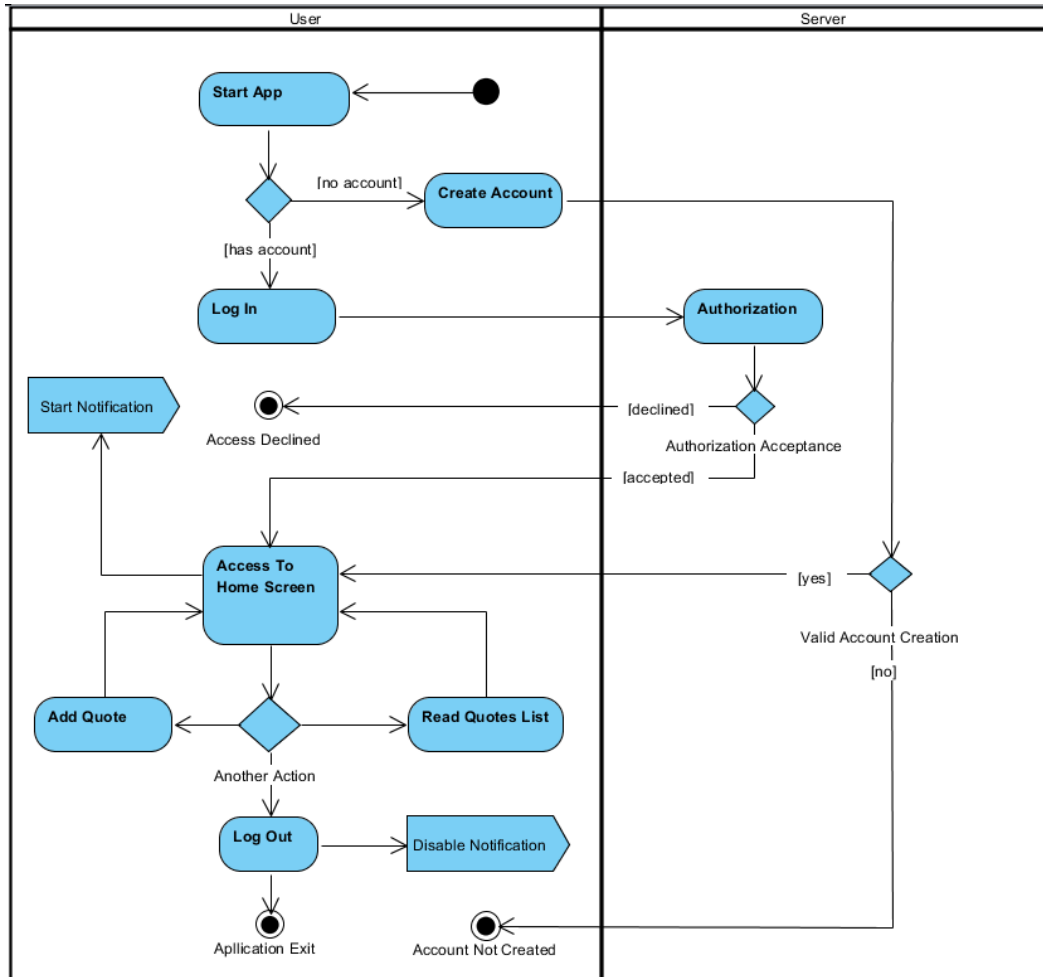 User
Server
Start App
[no account]
Create Account
[has account]
Log In
Authorization
Start Notification
[declined]
Access Declined
Authorization Acceptance
[accepted]
Access To
Home Screen
[yes]
Valid Account Creation
[no]
Add Quote
Read Quotes List
Another Action
Log Out
Disable Notification
Apllication Exit
Account Not Created